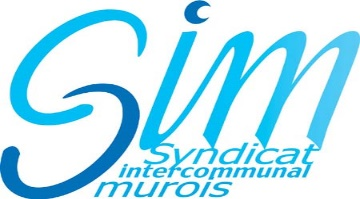 Sim
Syndicat
intercommunal
murois